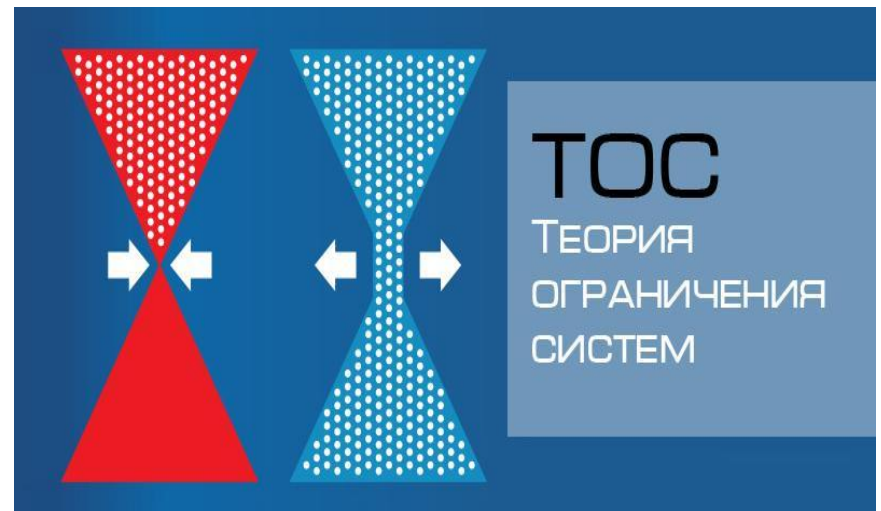 ТОС
Теория
ограничения
систем